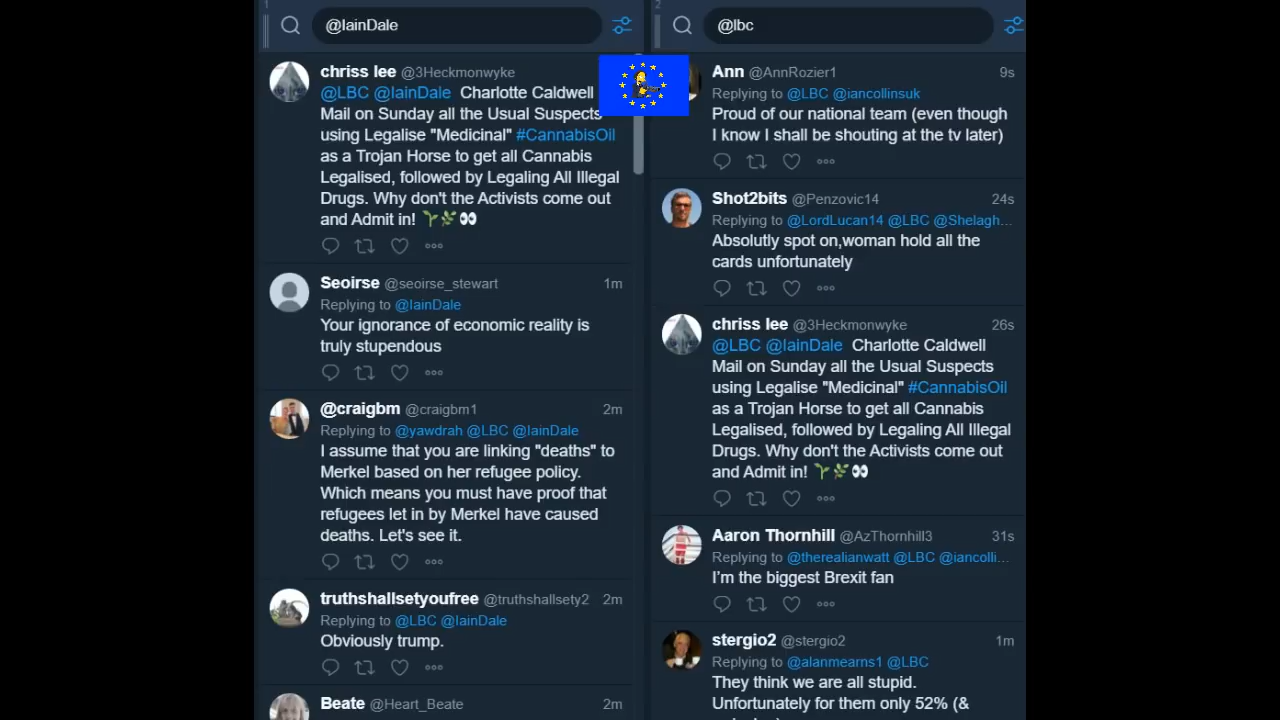 1
@IainDale
chriss lee @3Heckmonwyke
@LBC @IainDale Charlotte Caldwell
Mail on Sunday all the Usual Suspects
using Legalise "Medicinal" #CannabisOil
as a Trojan Horse to get all Cannabis
Legalised, followed by Legaling All Illegal
Drugs. Why don't the Activists come out
and Admit in! 🌱🌿👀
Seoirse @seoirse_stewart 1m
Replying to @IainDale
Your ignorance of economic reality is
truly stupendous
@craigbm @craigbm1 2m
Replying to @yawdrah @LBC @IainDale
I assume that you are linking "deaths" to
Merkel based on her refugee policy.
Which means you must have proof that
refugees let in by Merkel have caused
deaths. Let's see it.
truthshallsetyoufree @truthshallsety2 2m
Replying to @LBC @IainDale
Obviously trump.
Beate @Heart_Beate 2m
2
@lbc
Ann @AnnRozier1 9s
Replying to @LBC @iancollinsuk
Proud of our national team (even though
I know I shall be shouting at the tv later)
Shot2bits @Penzovic14 24s
Replying to @LordLucan14 @LBC @Shelagh...
Absolutly spot on,woman hold all the
cards unfortunately
chriss lee @3Heckmonwyke 26s
@LBC @IainDale Charlotte Caldwell
Mail on Sunday all the Usual Suspects
using Legalise "Medicinal" #CannabisOil
as a Trojan Horse to get all Cannabis
Legalised, followed by Legaling All Illegal
Drugs. Why don't the Activists come out
and Admit in! 🌱🌿👀
Aaron Thornhill @AzThornhill3 31s
Replying to @therealianwatt @LBC @iancolli...
I'm the biggest Brexit fan
stergio2 @stergio2 1m
Replying to @alanmearns1 @LBC
They think we are all stupid.
Unfortunately for them only 52% (&